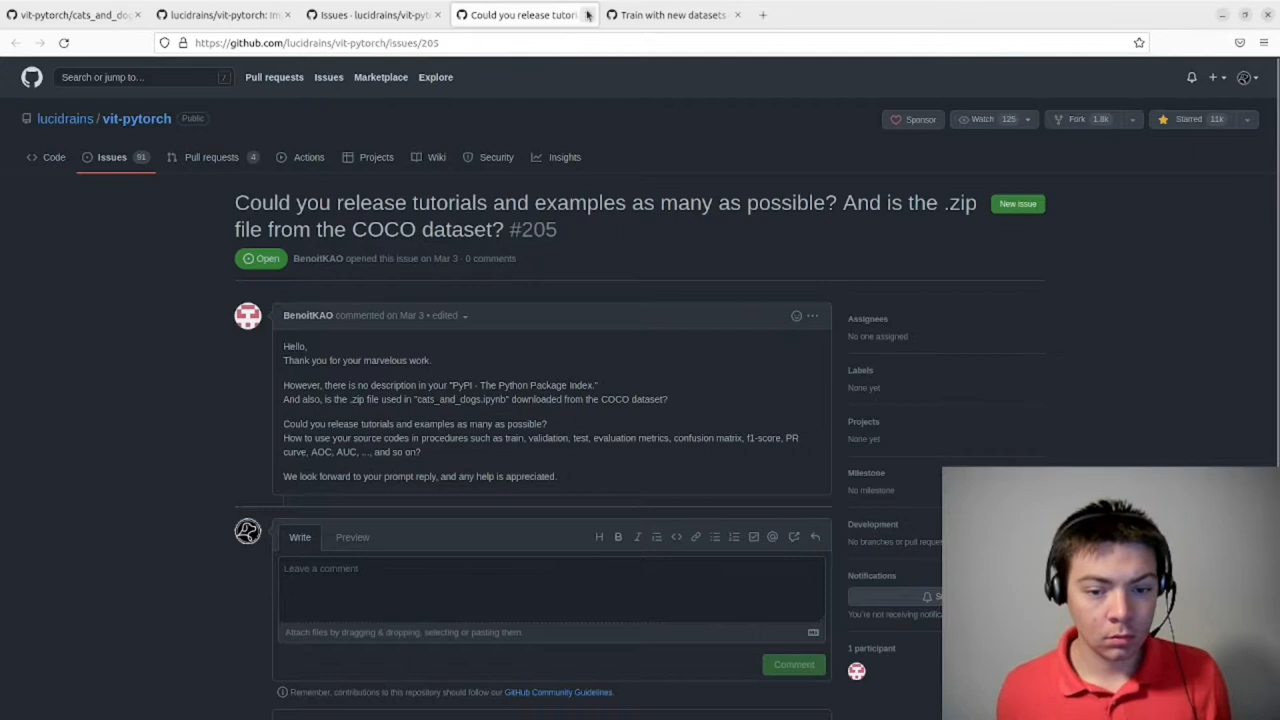 vit-pytorch/cats_and_do
lucidrains/vit-pytorch: Im
Issues · lucidrains/vit-pyt
Could you release tutori
Train with new datasets
https://github.com/lucidrains/vit-pytorch/issues/205
Search or jump to...
/
Pull requests
Issues
Marketplace
Explore
lucidrains / vit-pytorch
Public
Sponsor
Watch 125
Fork 1.8k
Starred 11k
Code
Issues 91
Pull requests 4
Actions
Projects
Wiki
Security
Insights
Could you release tutorials and examples as many as possible? And is the .zip
file from the COCO dataset? #205
New issue
Open
BenoitKAO opened this issue on Mar 3 · 0 comments
BenoitKAO commented on Mar 3 • edited
Hello,
Thank you for your marvelous work.
However, there is no description in your "PyPI - The Python Package Index."
And also, is the .zip file used in "cats_and_dogs.ipynb" downloaded from the COCO dataset?
Could you release tutorials and examples as many as possible?
How to use your source codes in procedures such as train, validation, test, evaluation metrics, confusion matrix, f1-score, PR
curve, AOC, AUC, ..., and so on?
We look forward to your prompt reply, and any help is appreciated.
Assignees
No one assigned
Labels
None yet
Projects
None yet
Milestone
No milestone
Development
No branches or pull reque
Notifications
You're not receiving notific
1 participant
Write
Preview
Leave a comment
Attach files by dragging & dropping, selecting or pasting them.
Comment
Remember, contributions to this repository should follow our GitHub Community Guidelines.